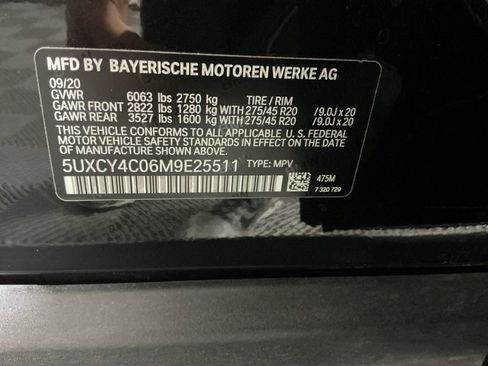 MFD BY BAYERISCHE MOTOREN WERKE AG
09/20
GVWR 6063 lbs 2750 kg TIRE / RIM
GAWR FRONT 2822 lbs 1280 kg WITH 275/45 R20 /9.0J x 20
GAWR REAR 3527 lbs 1600 kg WITH 275/45 R20 /9.0J x 20
THIS VEHICLE CONFORMS TO ALL APPLICABLE U.S. FEDERAL
MOTOR VEHICLE SAFETY STANDARDS IN EFFECT ON THE
DATE OF MANUFACTURE SHOWN ABOVE.
5UXCY4C06M9E25511 TYPE: MPV
475M
7 320 729